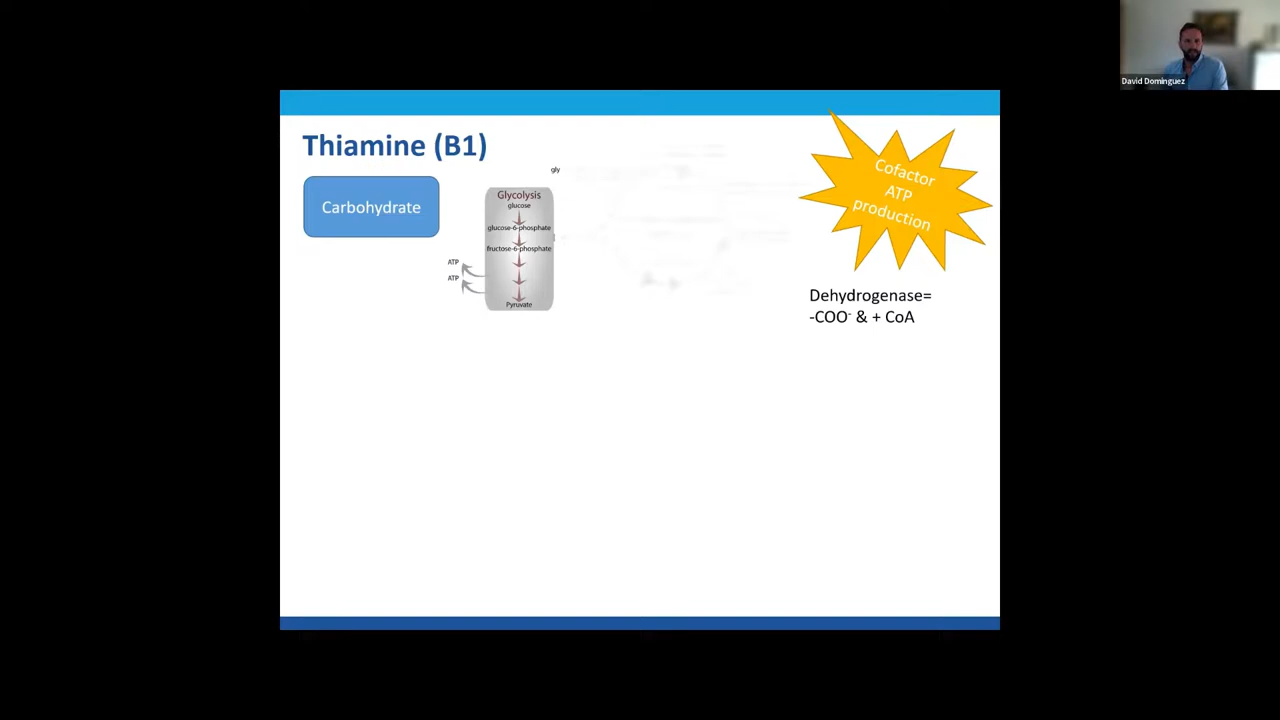 David Dominguez
Thiamine (B1)
Carbohydrate
gly
Glycolysis
glucose
glucose-6-phosphate
fructose-6-phosphate
ATP
ATP
Pyruvate
Cofactor
ATP
production
Dehydrogenase=
-COO⁻ & + CoA